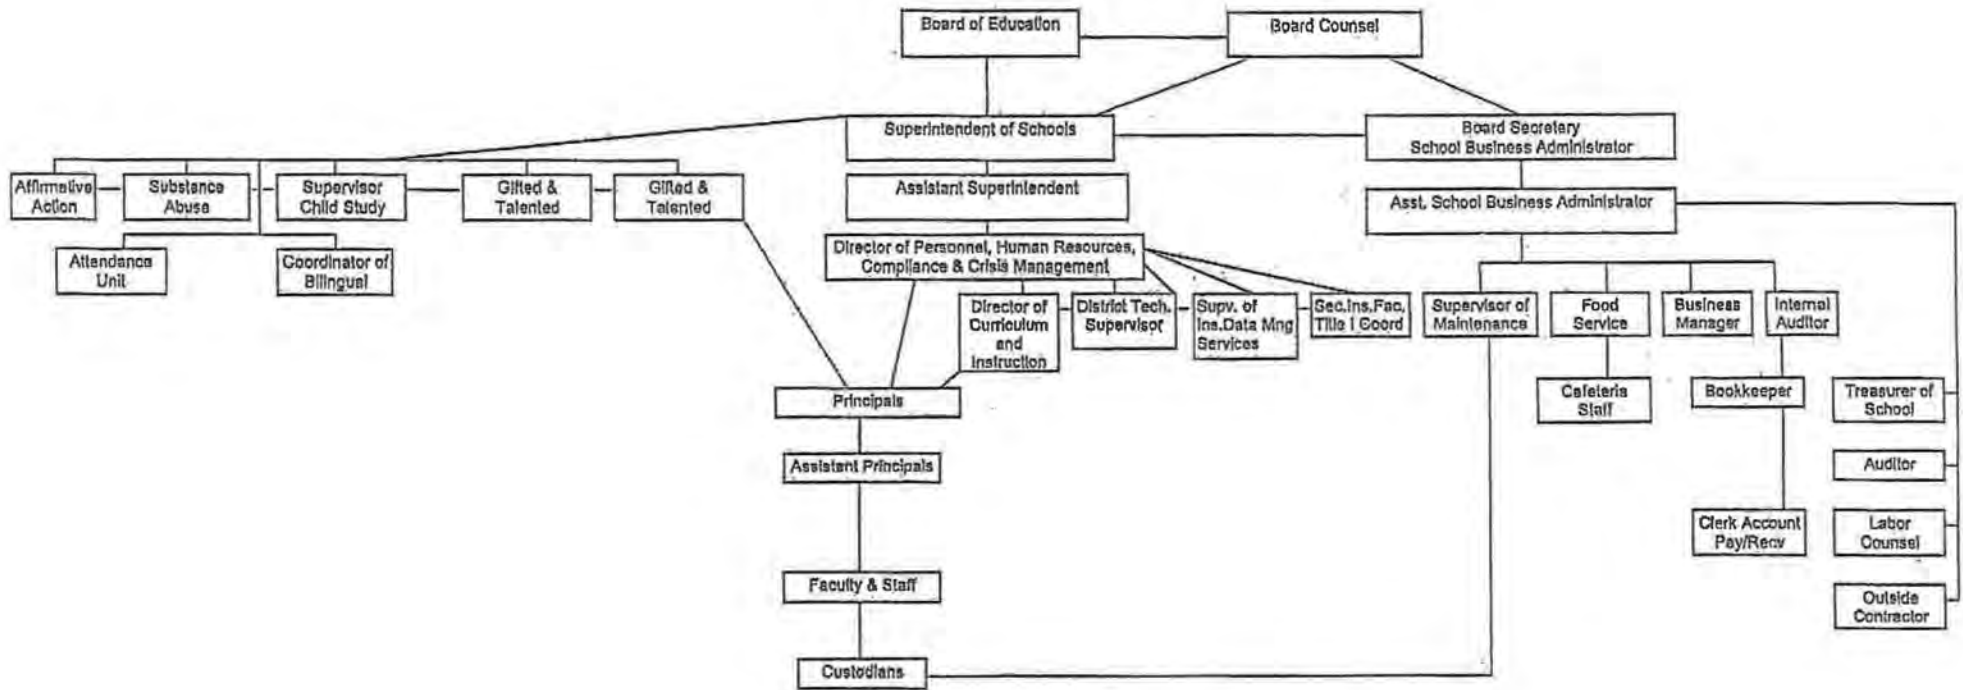 Board of Education
Board Counsel
Superintendent of Schools
Board Secretary
School Business Administrator
Affirmative
Action
Substance
Abuse
Supervisor
Child Study
Gifted &
Talented
Gifted &
Talented
Assistant Superintendent
Asst. School Business Administrator
Attendance
Unit
Coordinator of
Bilingual
Director of Personnel, Human Resources,
Compliance & Crisis Management
Director of
Curriculum
and
Instruction
District Tech.
Supervisor
Supv. of
Ins.Data Mng
Services
Sec.Ins.Fac.
Title I Coord
Supervisor of
Maintenance
Food
Service
Business
Manager
Internal
Auditor
Principals
Cafeteria
Staff
Bookkeeper
Treasurer of
School
Assistant Principals
Auditor
Clerk Account
Pay/Recv
Labor
Counsel
Faculty & Staff
Outside
Contractor
Custodians